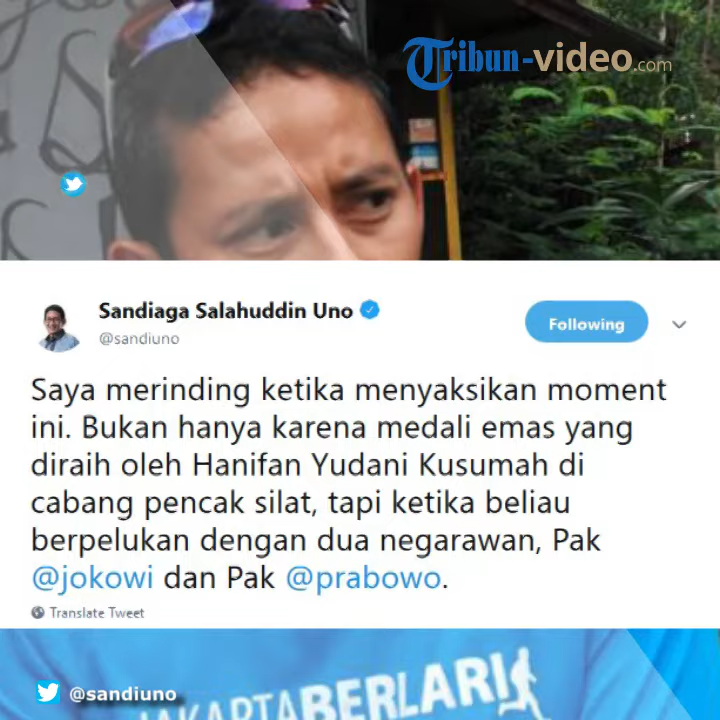 Tribun-video.com
Sandiaga Salahuddin Uno
@sandiuno
Following
Saya merinding ketika menyaksikan moment
ini. Bukan hanya karena medali emas yang
diraih oleh Hanifan Yudani Kusumah di
cabang pencak silat, tapi ketika beliau
berpelukan dengan dua negarawan, Pak
@jokowi dan Pak @prabowo.
Translate Tweet
@sandiuno
JAKARTABERLARI